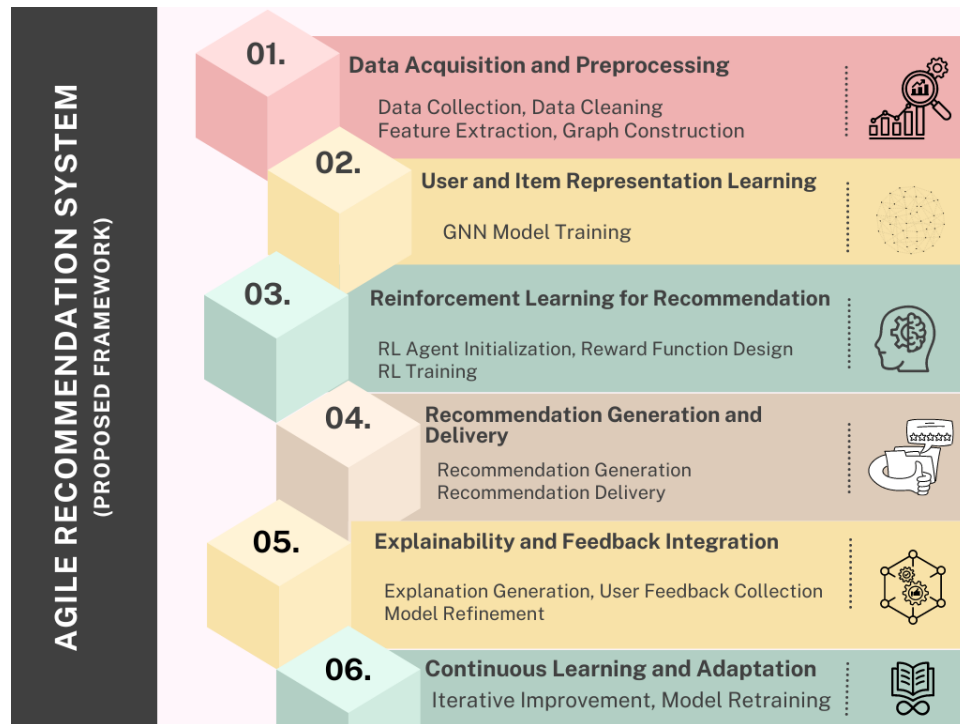 AGILE RECOMMENDATION SYSTEM
(PROPOSED FRAMEWORK)
01.
Data Acquisition and Preprocessing
Data Collection, Data Cleaning
Feature Extraction, Graph Construction
02.
User and Item Representation Learning
GNN Model Training
03.
Reinforcement Learning for Recommendation
RL Agent Initialization, Reward Function Design
RL Training
04.
Recommendation Generation and
Delivery
Recommendation Generation
Recommendation Delivery
05.
Explainability and Feedback Integration
Explanation Generation, User Feedback Collection
Model Refinement
06.
Continuous Learning and Adaptation
Iterative Improvement, Model Retraining